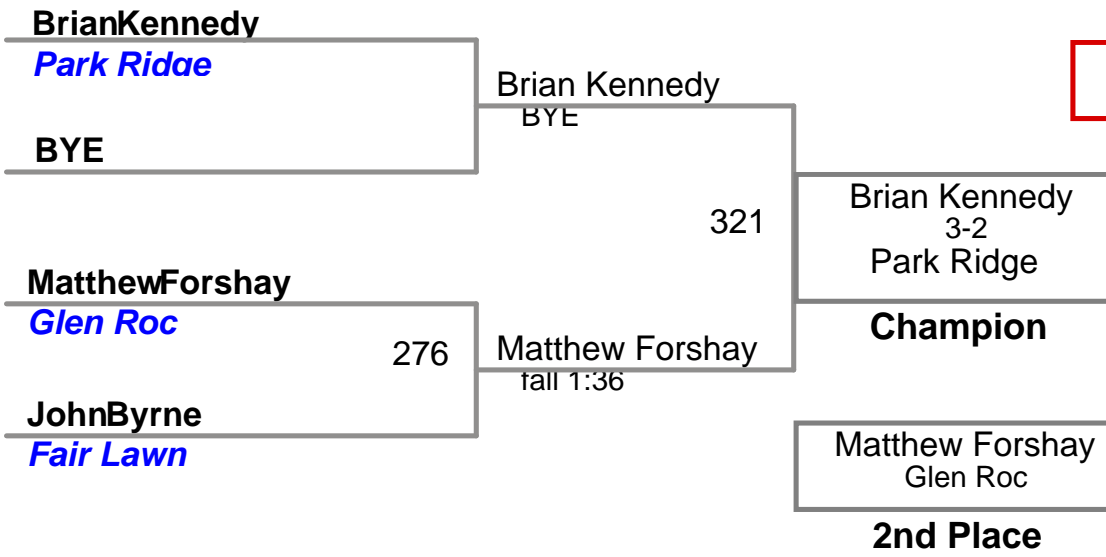 BrianKennedy
Park Ridge
BYE
Brian Kennedy
BYE
MatthewForshay
Glen Roc
276
JohnByrne
Fair Lawn
Matthew Forshay
fall 1:36
321
Brian Kennedy
3-2
Park Ridge
Champion
Matthew Forshay
Glen Roc
2nd Place